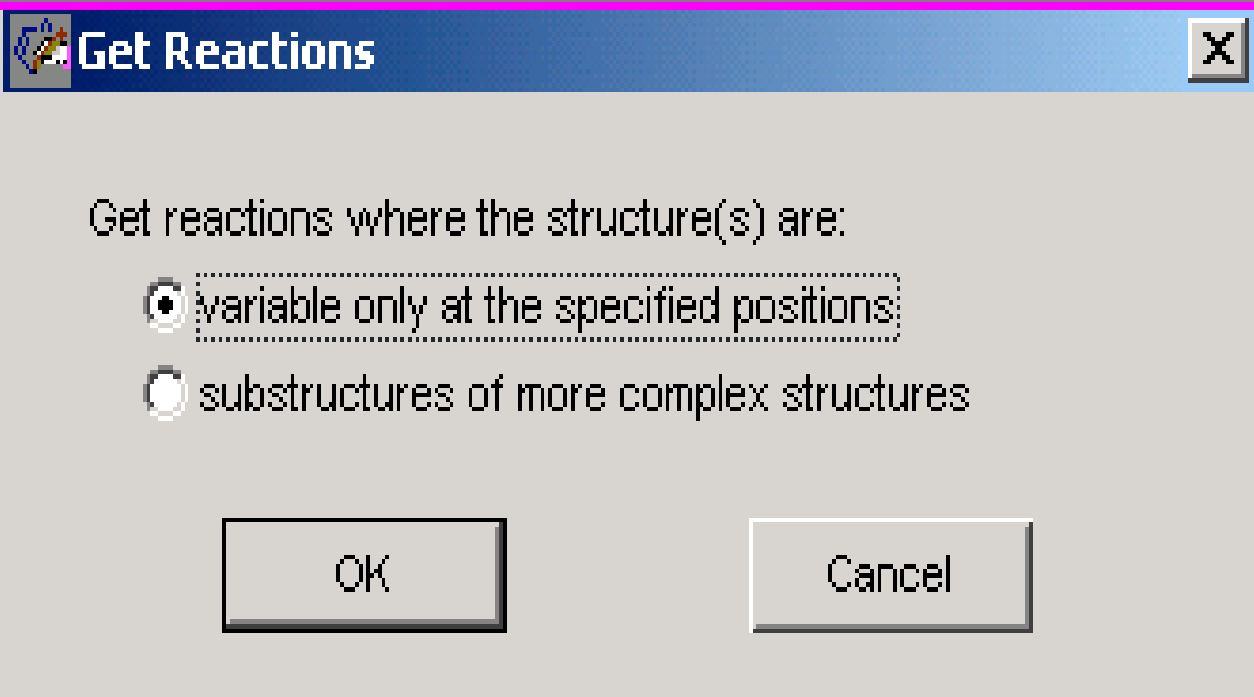 Get Reactions
Get reactions where the structure(s) are:
variable only at the specified positions
substructures of more complex structures
OK
Cancel